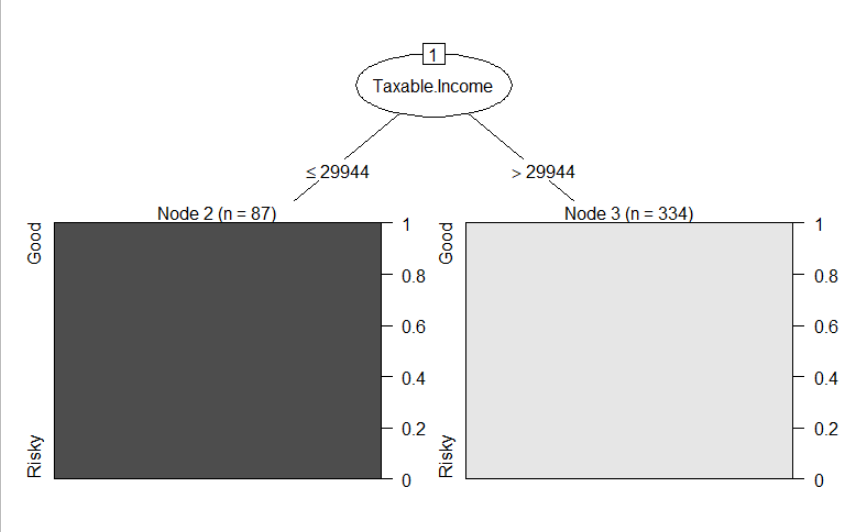 1
Taxable.Income
≤ 29944
> 29944
Node 2 (n = 87)
Good
Risky
1
0.8
0.6
0.4
0.2
0
Node 3 (n = 334)
Good
Risky
1
0.8
0.6
0.4
0.2
0